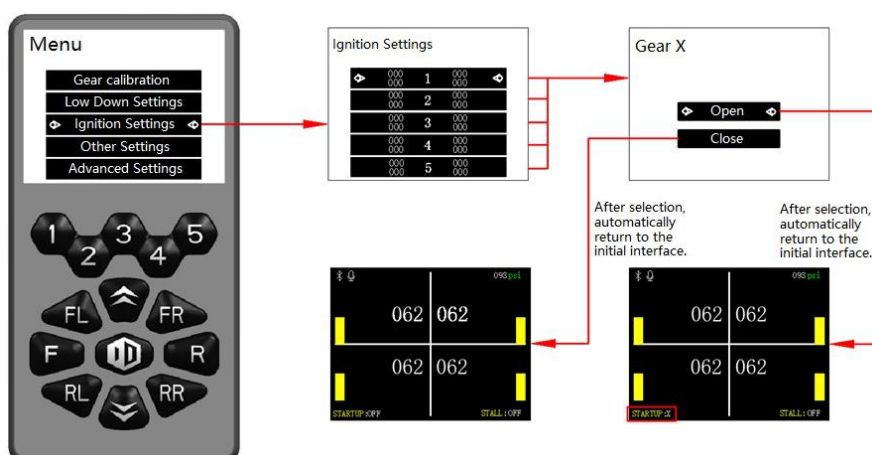 Menu
Gear calibration
Low Down Settings
Ignition Settings
Other Settings
Advanced Settings
1
2
3
4
5
FL
FR
F
R
RL
RR
Ignition Settings
000 000 1 000 000
000 000 2 000 000
000 000 3 000 000
000 000 4 000 000
000 000 5 000 000
Gear X
Open
Close
After selection,
automatically
return to the
initial interface.
After selection,
automatically
return to the
initial interface.
093psi
062 062
062 062
STARTUP:OFF STALL:OFF
093psi
062 062
062 062
STARTUP:X STALL:OFF